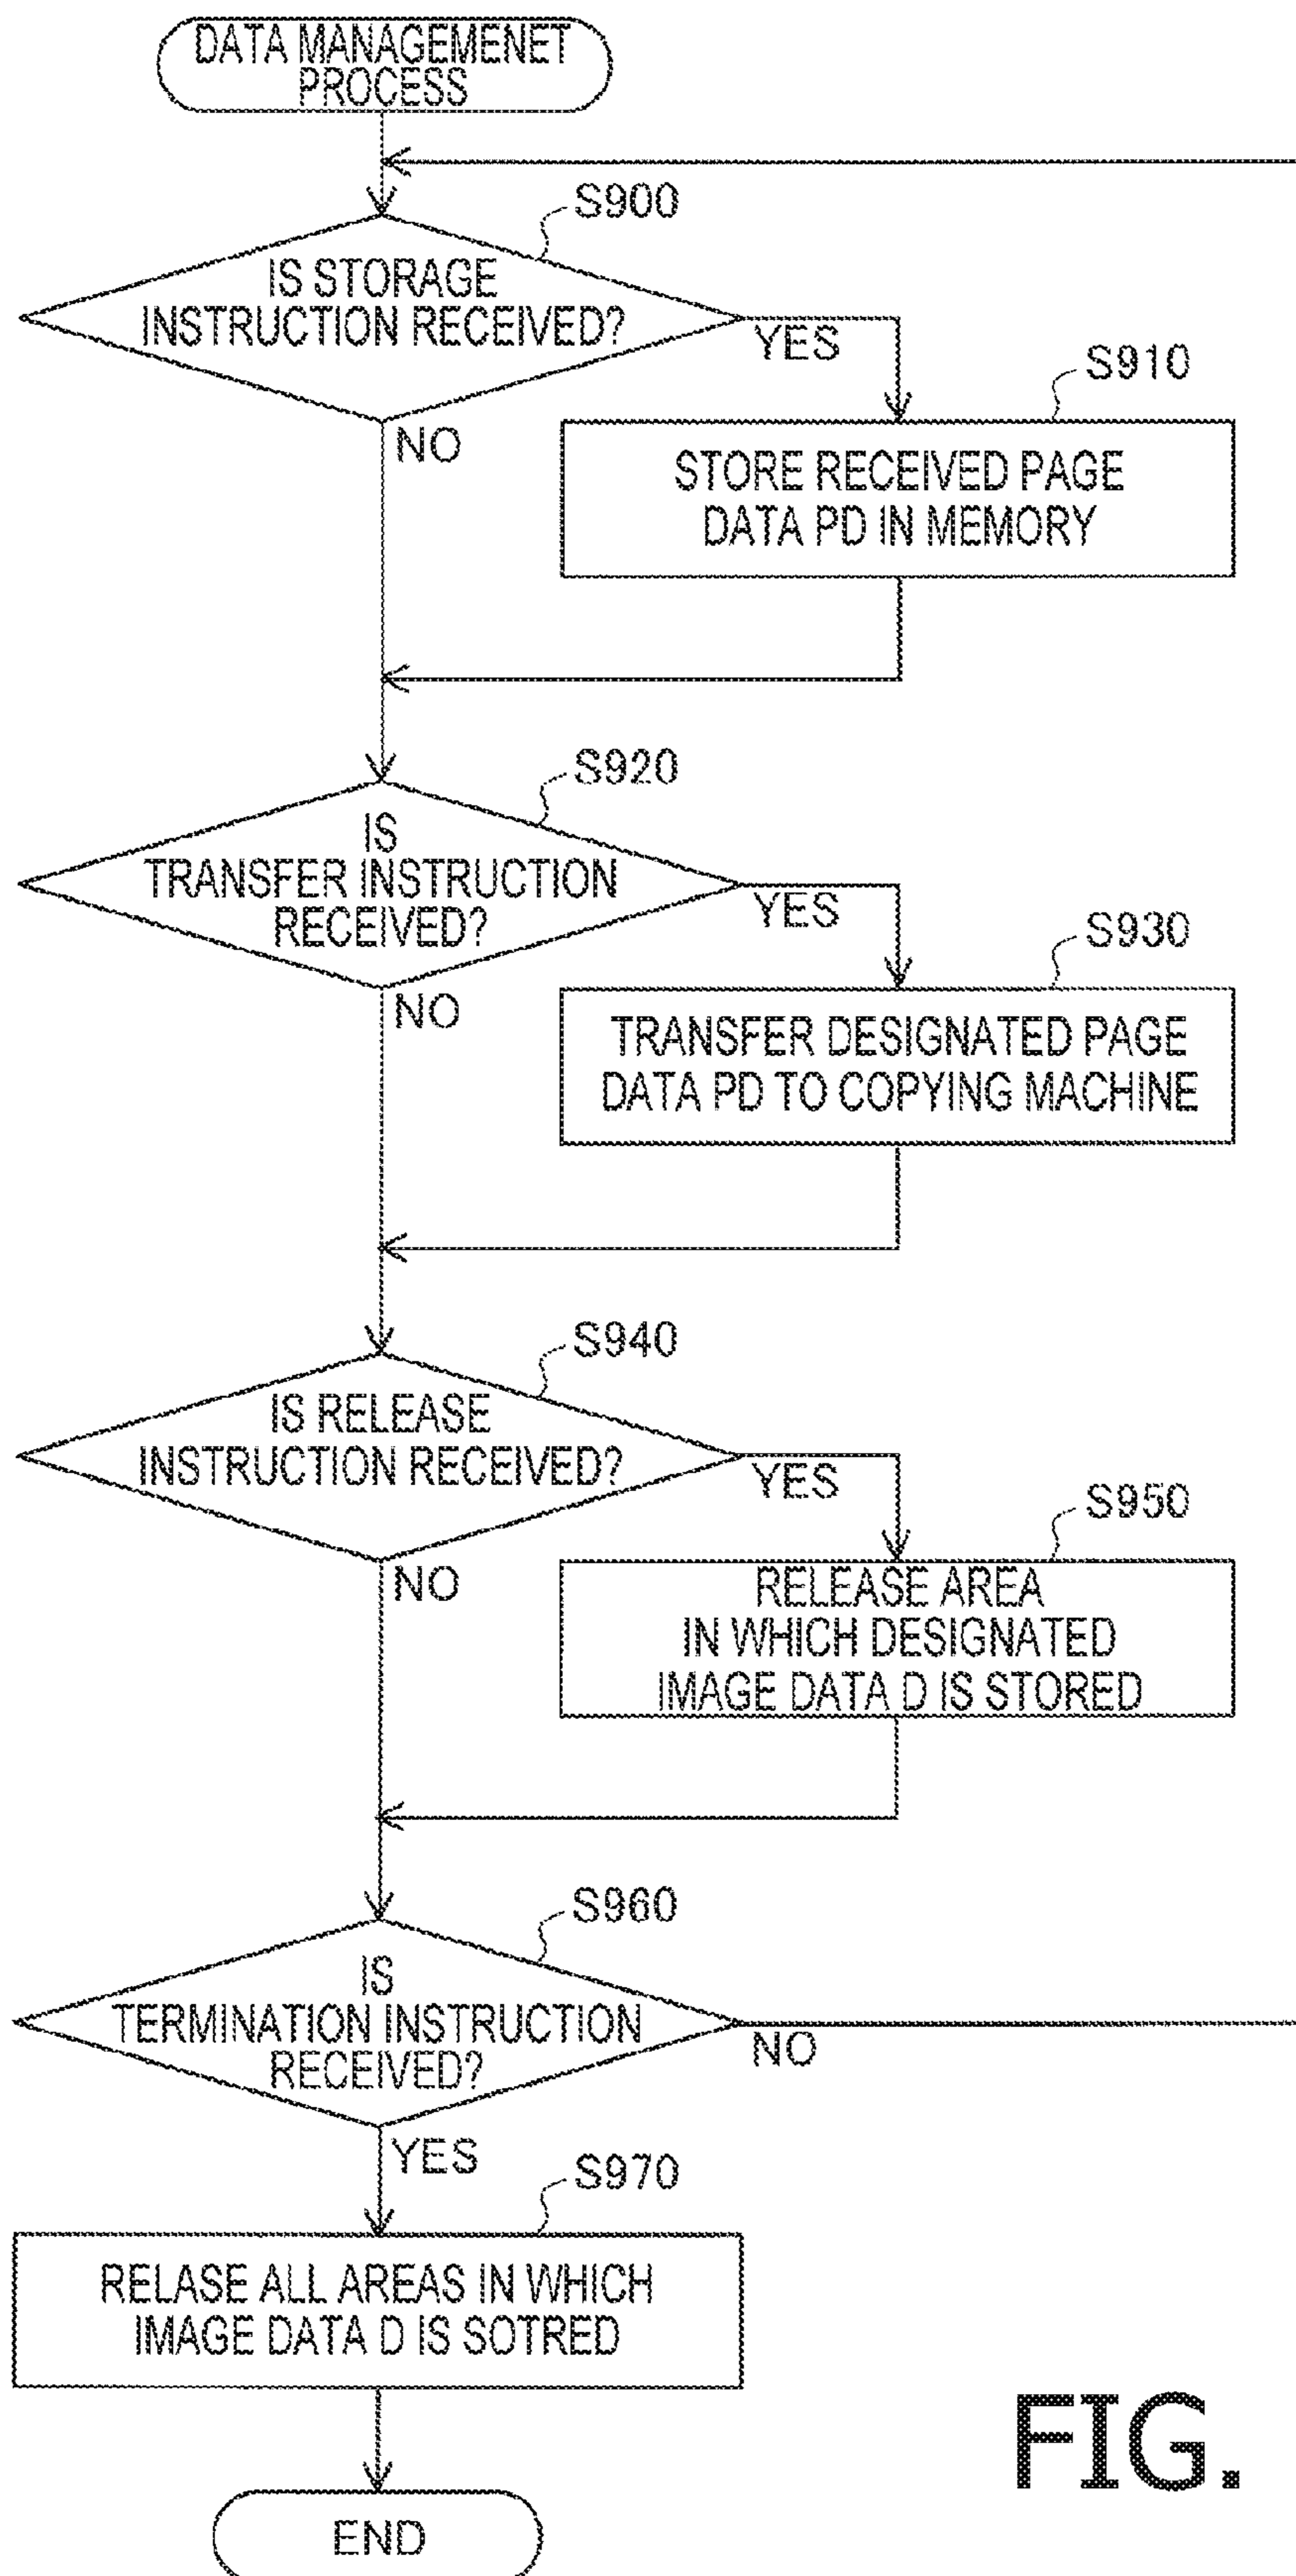 DATA MANAGEMENET
PROCESS
S900
IS STORAGE
INSTRUCTION RECEIVED?
YES
NO
S910
STORE RECEIVED PAGE
DATA PD IN MEMORY
S920
IS
TRANSFER INSTRUCTION
RECEIVED?
YES
NO
S930
TRANSFER DESIGNATED PAGE
DATA PD TO COPYING MACHINE
S940
IS RELEASE
INSTRUCTION RECEIVED?
YES
NO
S950
RELEASE AREA
IN WHICH DESIGNATED
IMAGE DATA D IS STORED
S960
IS
TERMINATION INSTRUCTION
RECEIVED?
NO
YES
S970
RELASE ALL AREAS IN WHICH
IMAGE DATA D IS SOTRED
END
FIG.